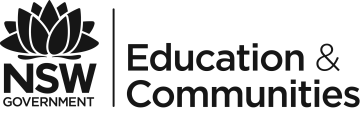 NSW
GOVERNMENT
Education &
Communities